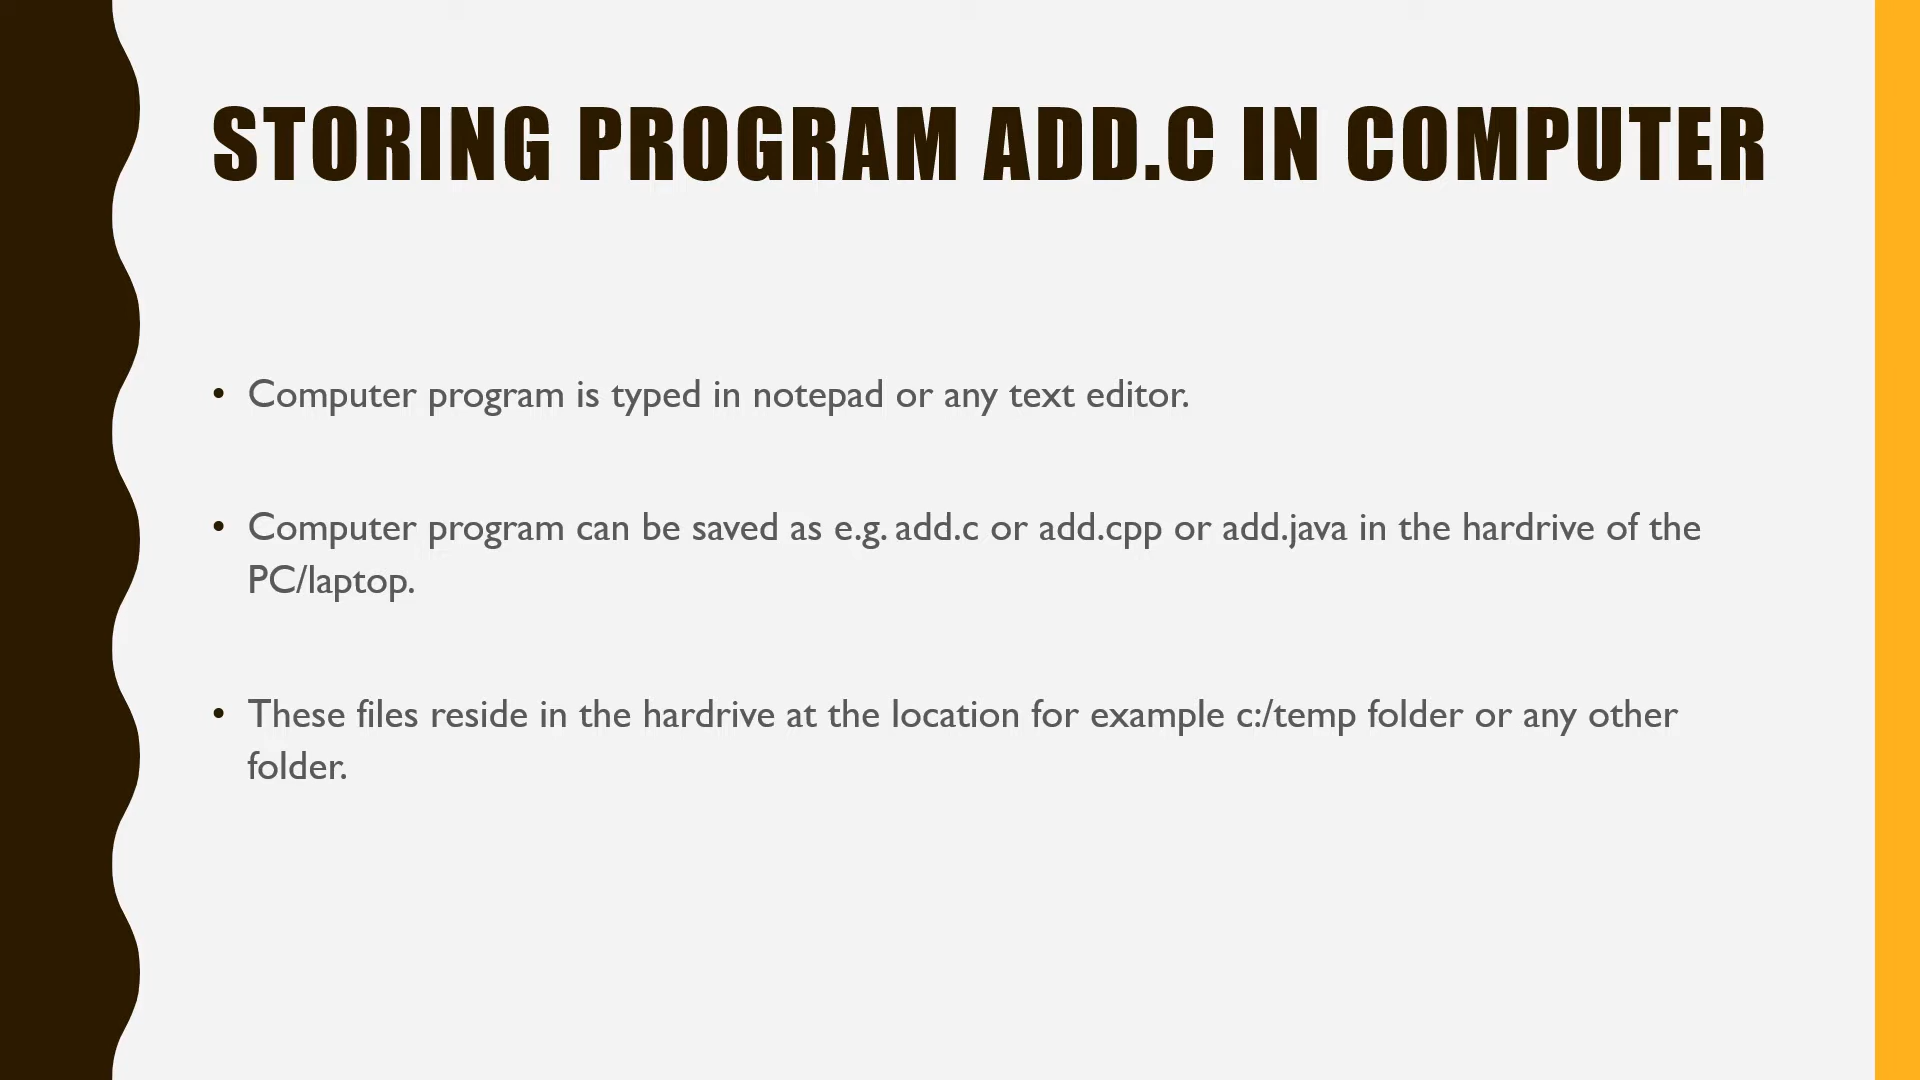 STORING PROGRAM ADD.C IN COMPUTER
• Computer program is typed in notepad or any text editor.
• Computer program can be saved as e.g. add.c or add.cpp or add.java in the hardrive of the
PC/laptop.
• These files reside in the hardrive at the location for example c:/temp folder or any other
folder.